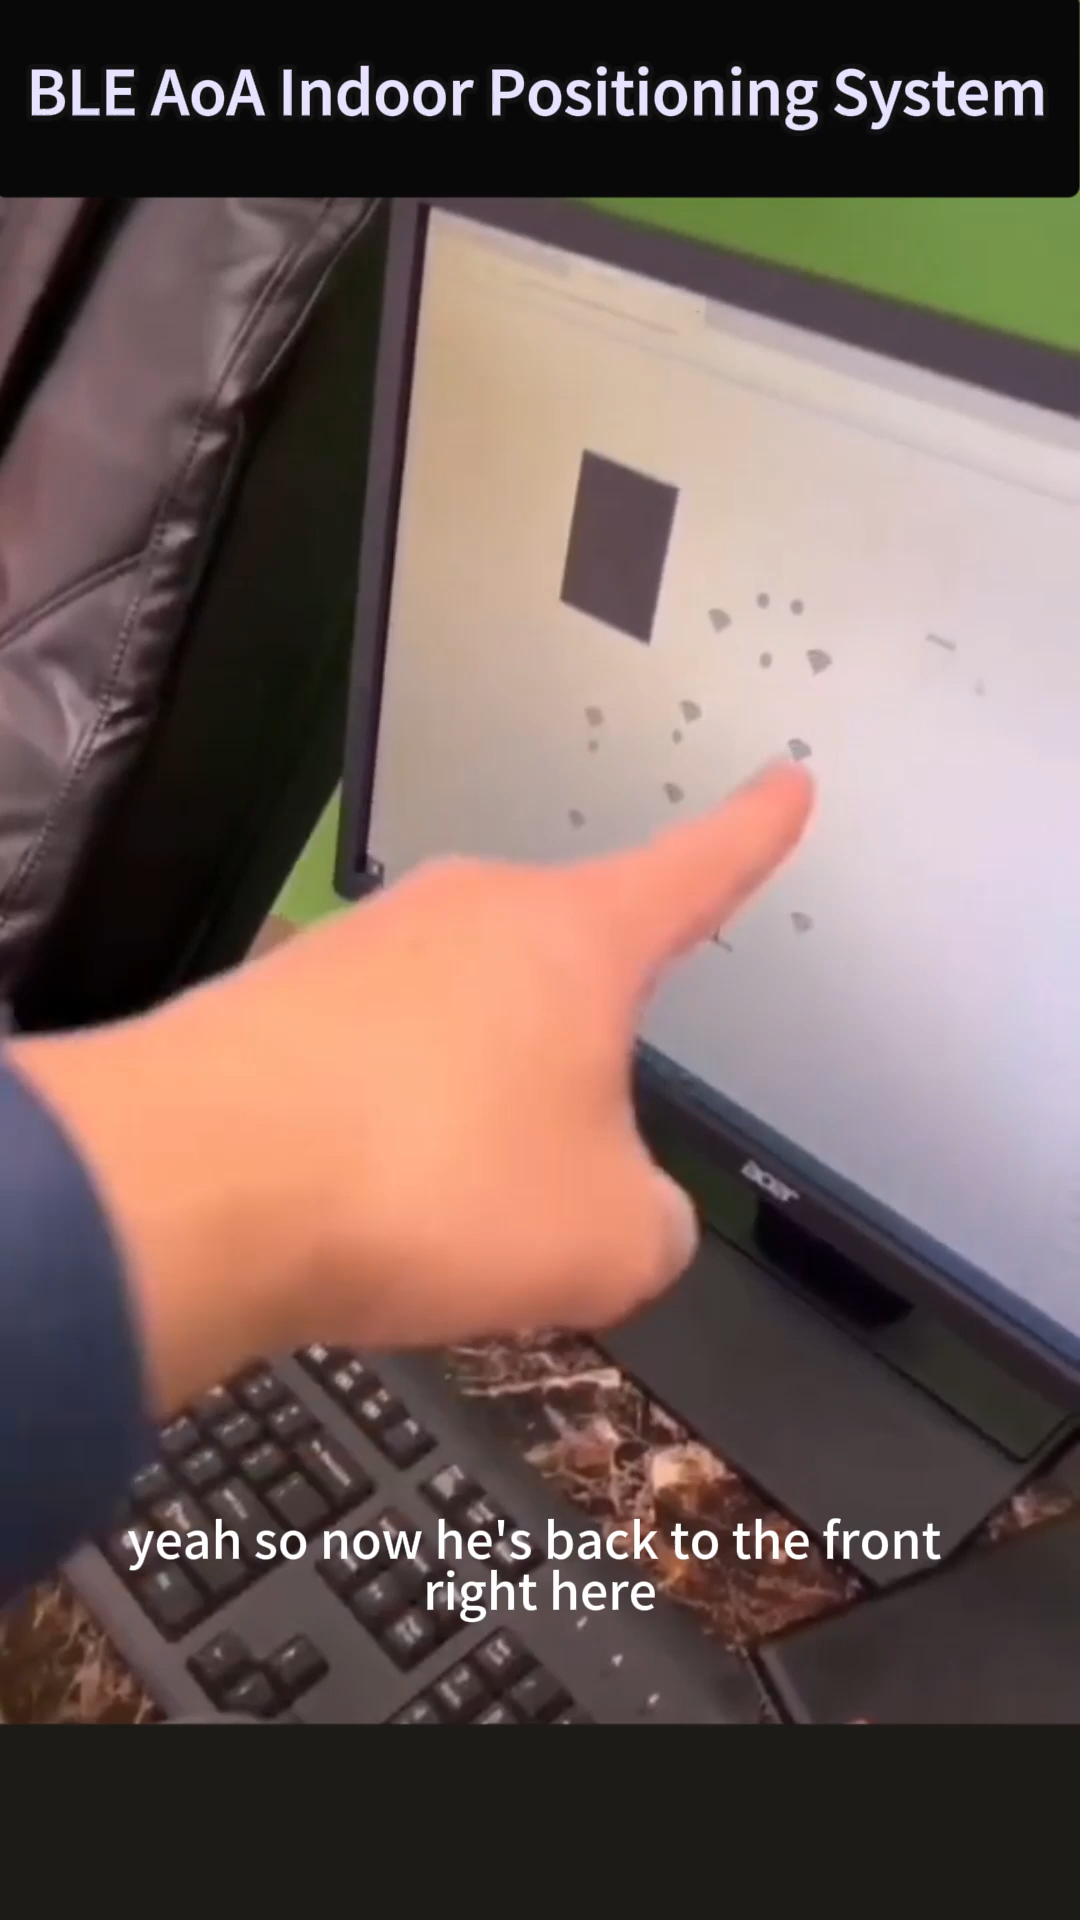 BLE AoA Indoor Positioning System
acer
yeah so now he's back to the front
right here